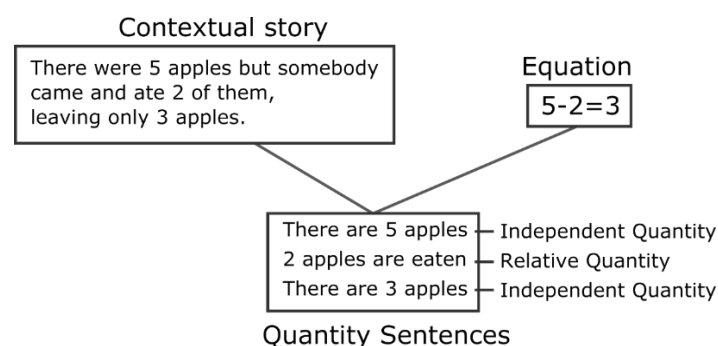 Contextual story
There were 5 apples but somebody
came and ate 2 of them,
leaving only 3 apples.
Equation
5-2=3
There are 5 apples
Independent Quantity
2 apples are eaten
Relative Quantity
There are 3 apples
Independent Quantity
Quantity Sentences